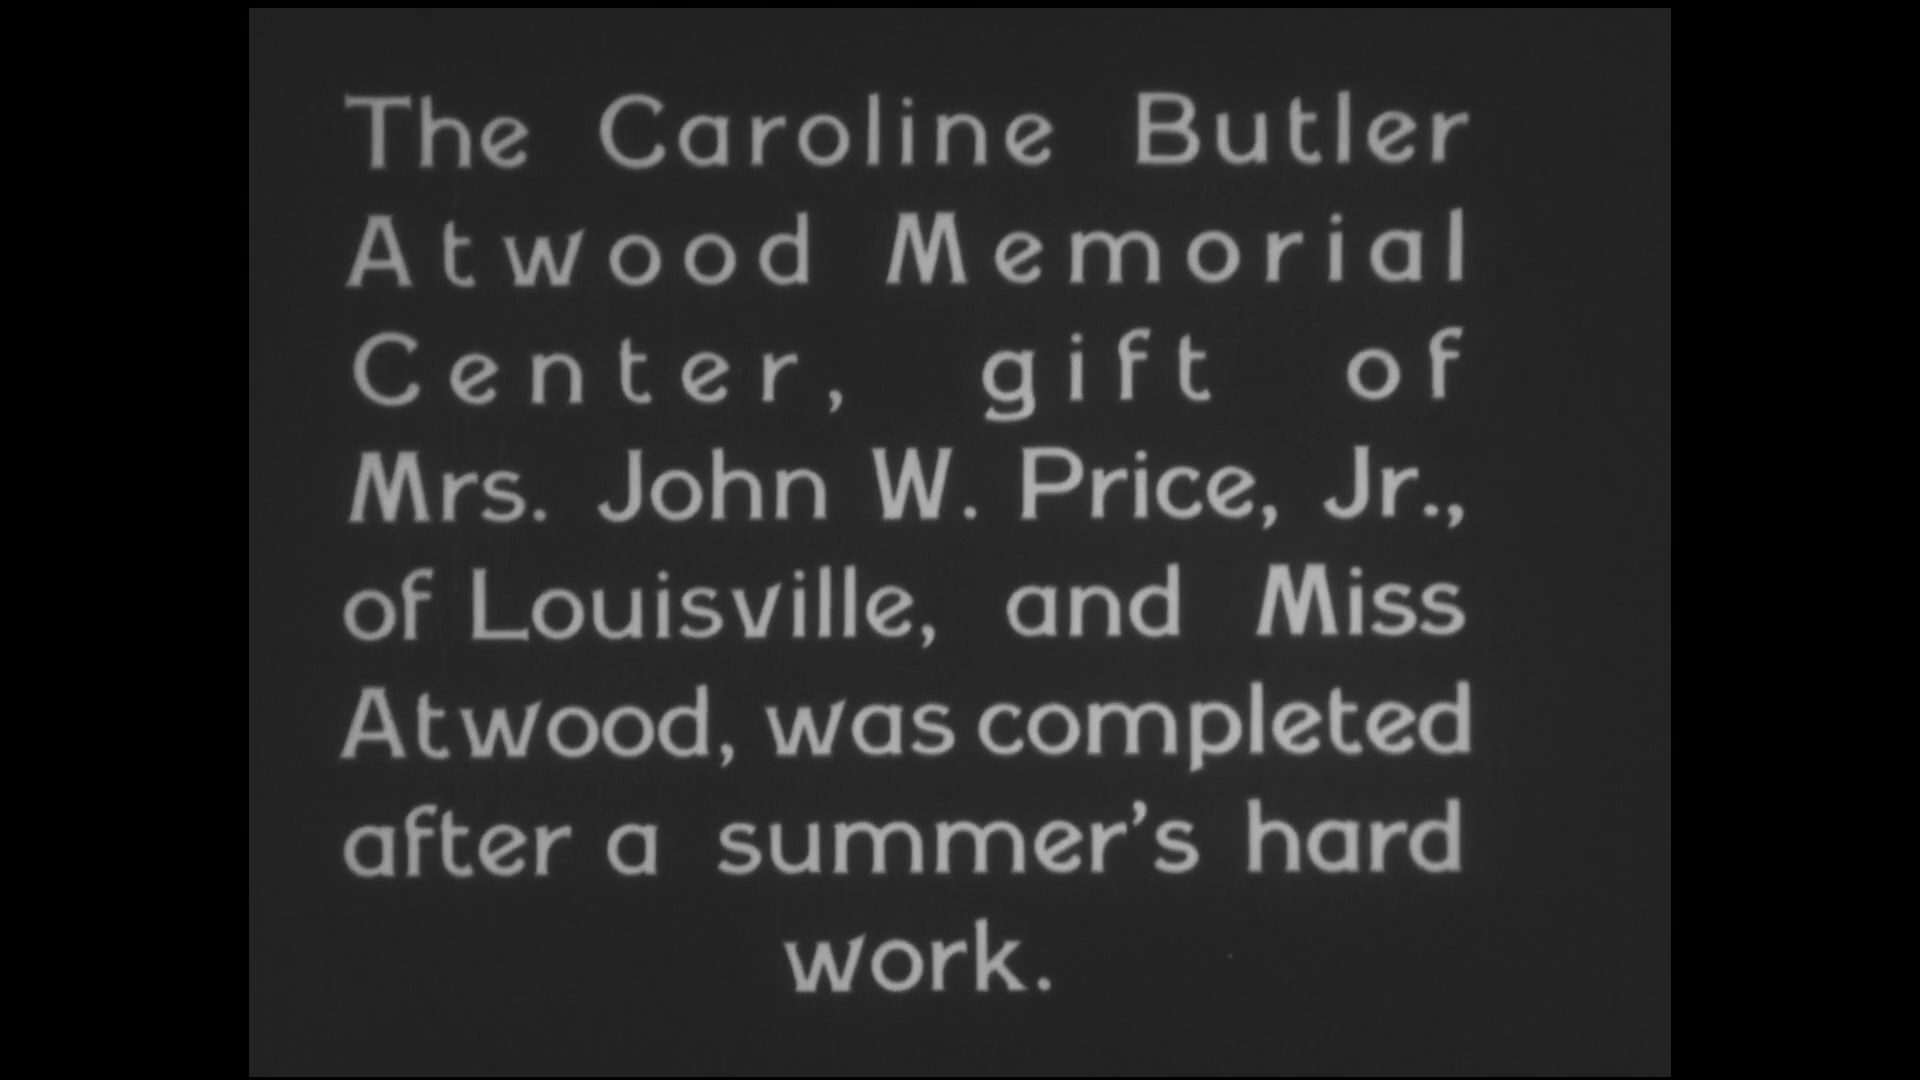 The Caroline Butler
Atwood Memorial
Center, gift of
Mrs. John W. Price, Jr.,
of Louisville, and Miss
Atwood, was completed
after a summer’s hard
work.